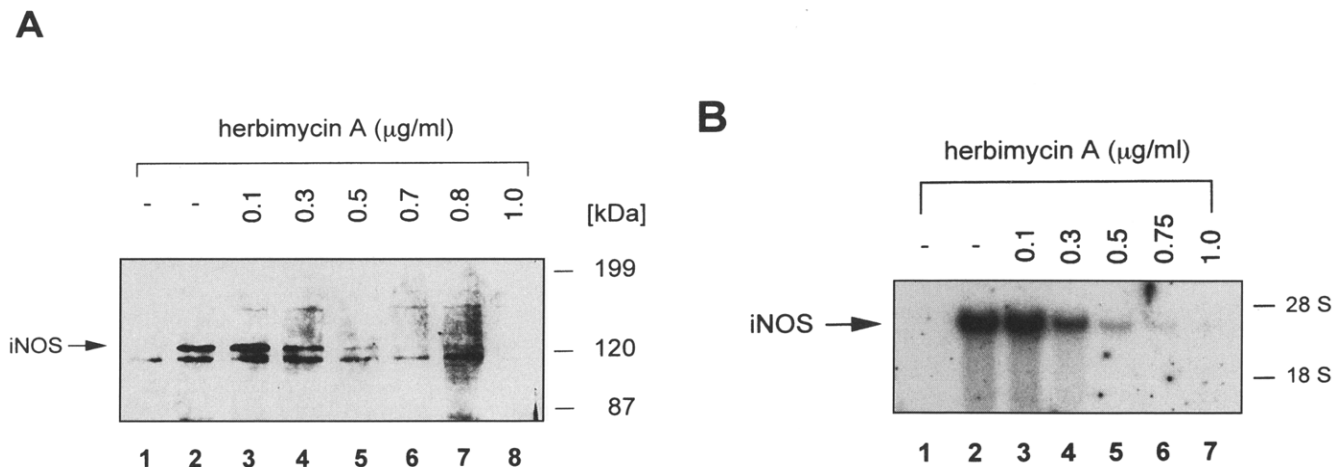 A
herbimycin A (μg/ml)
- - 0.1 0.3 0.5 0.7 0.8 1.0 [kDa]
199
iNOS
120
87
1 2 3 4 5 6 7 8
B
herbimycin A (μg/ml)
- - 0.1 0.3 0.5 0.75 1.0
28 S
iNOS
18 S
1 2 3 4 5 6 7